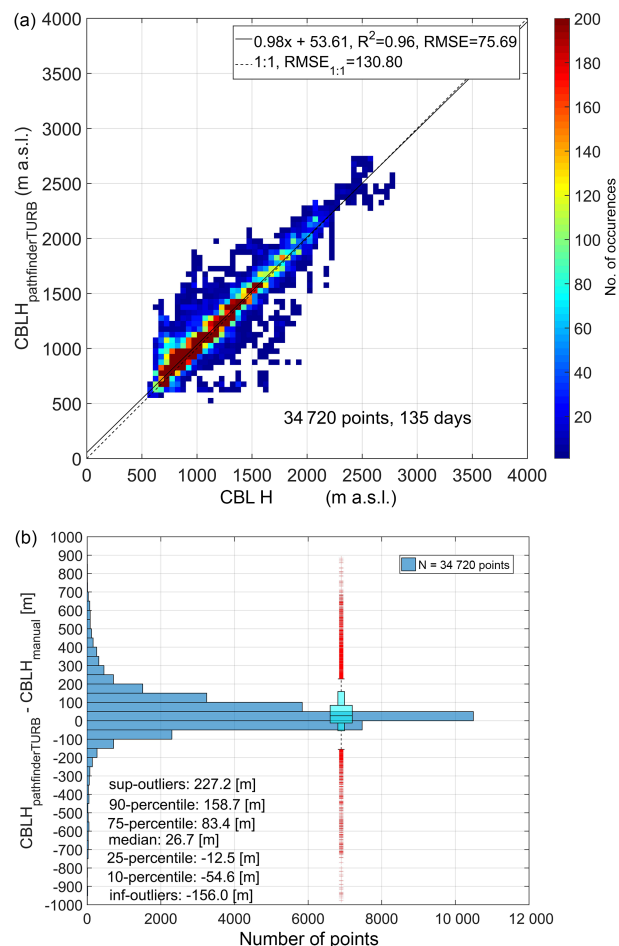 (a)
0.98x + 53.61, R²=0.96, RMSE=75.69
1:1, RMSE1:1=130.80
4000
3500
3000
2500
2000
1500
1000
500
0
CBLHpathfinderTURB (m a.s.l.)
34 720 points, 135 days
0 500 1000 1500 2000 2500 3000 3500 4000
CBL H (m a.s.l.)
200
180
160
140
120
100
80
60
40
20
No. of occurences
(b)
N = 34 720 points
1000
900
800
700
600
500
400
300
200
100
0
-100
-200
-300
-400
-500
-600
-700
-800
-900
-1000
CBLHpathfinderTURB - CBLHmanual [m]
sup-outliers: 227.2 [m]
90-percentile: 158.7 [m]
75-percentile: 83.4 [m]
median: 26.7 [m]
25-percentile: -12.5 [m]
10-percentile: -54.6 [m]
inf-outliers: -156.0 [m]
0 2000 4000 6000 8000 10 000 12 000
Number of points